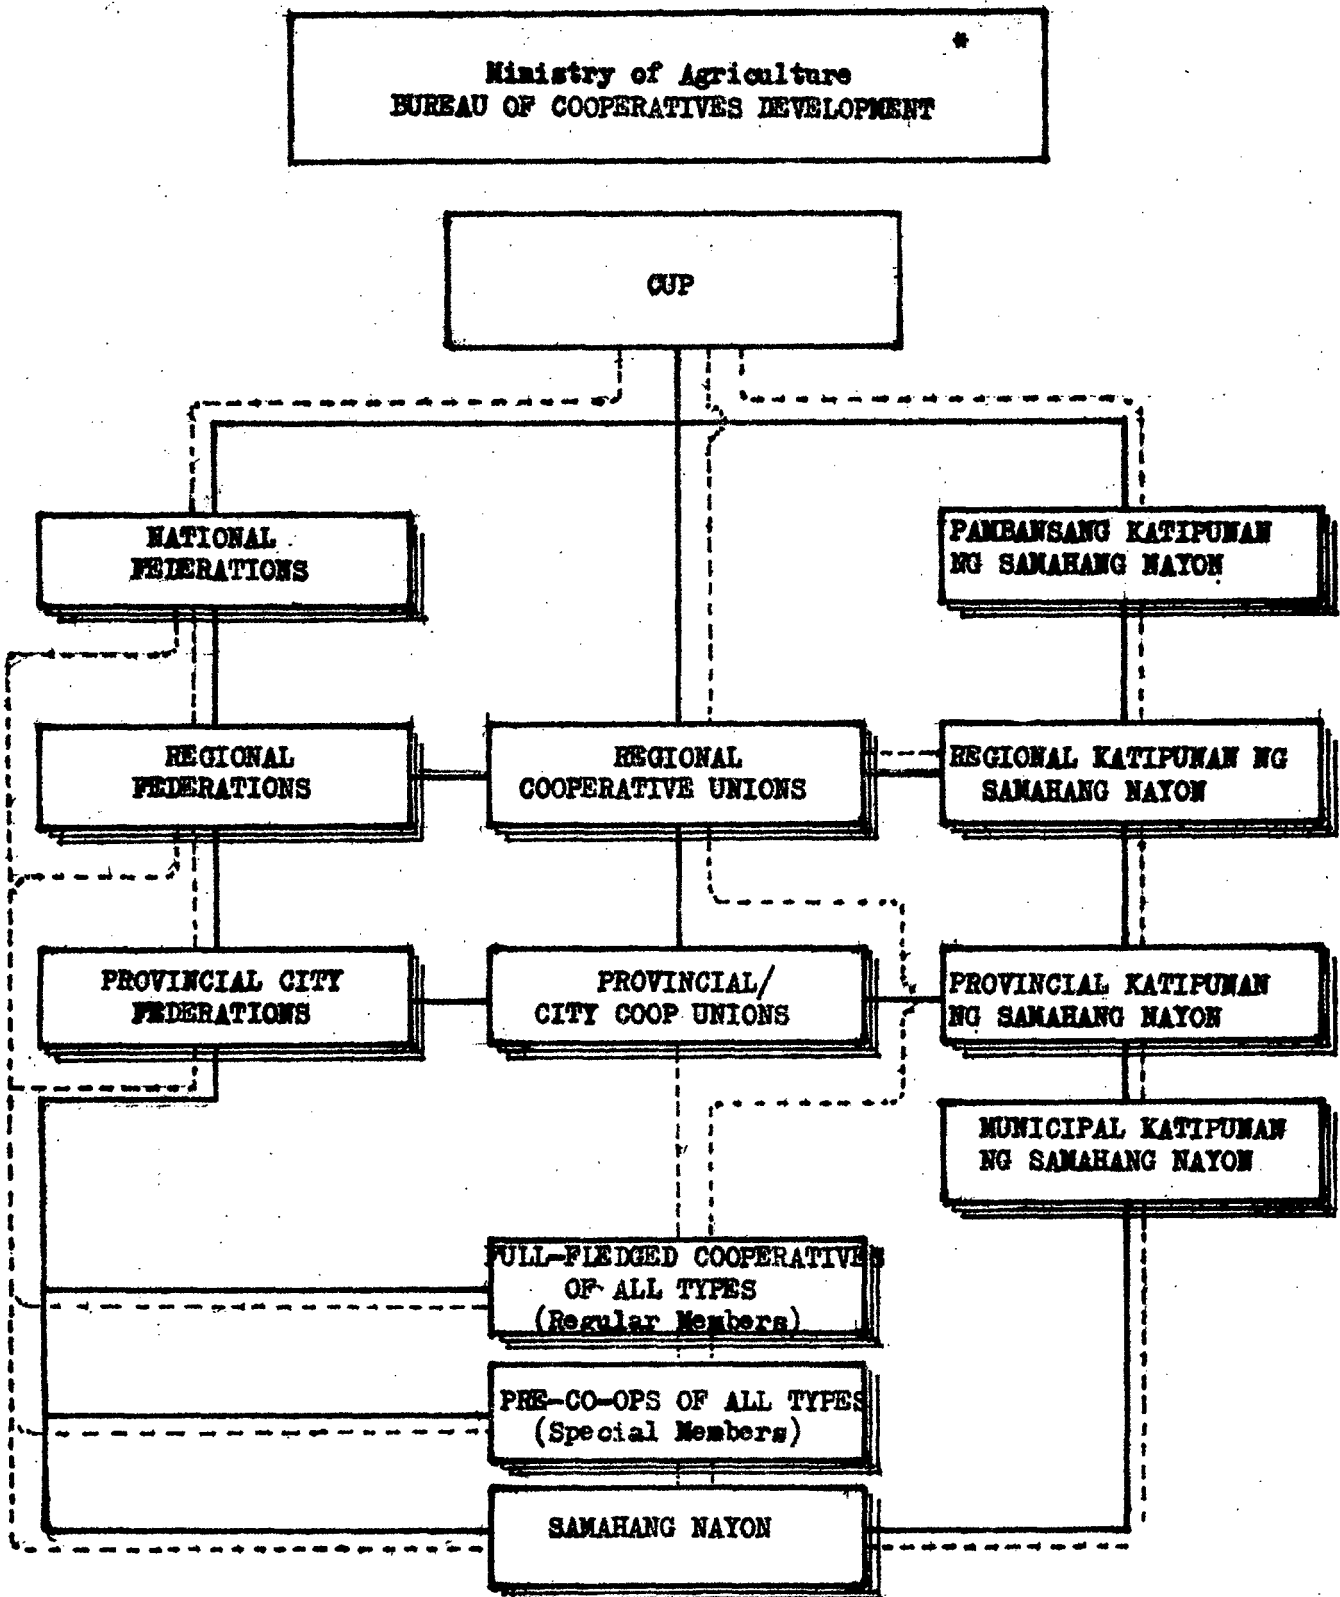 *
Ministry of Agriculture
BUREAU OF COOPERATIVES DEVELOPMENT
CUP
NATIONAL
FEDERATIONS
PAMBANSANG KATIPUNAN
NG SAMAHANG NAYON
REGIONAL
FEDERATIONS
REGIONAL
COOPERATIVE UNIONS
REGIONAL KATIPUNAN NG
SAMAHANG NAYON
PROVINCIAL CITY
FEDERATIONS
PROVINCIAL/
CITY COOP UNIONS
PROVINCIAL KATIPUNAN
NG SAMAHANG NAYON
MUNICIPAL KATIPUNAN
NG SAMAHANG NAYON
FULL-FLEDGED COOPERATIVES
OF ALL TYPES
(Regular Members)
PRE-CO-OPS OF ALL TYPES
(Special Members)
SAMAHANG NAYON